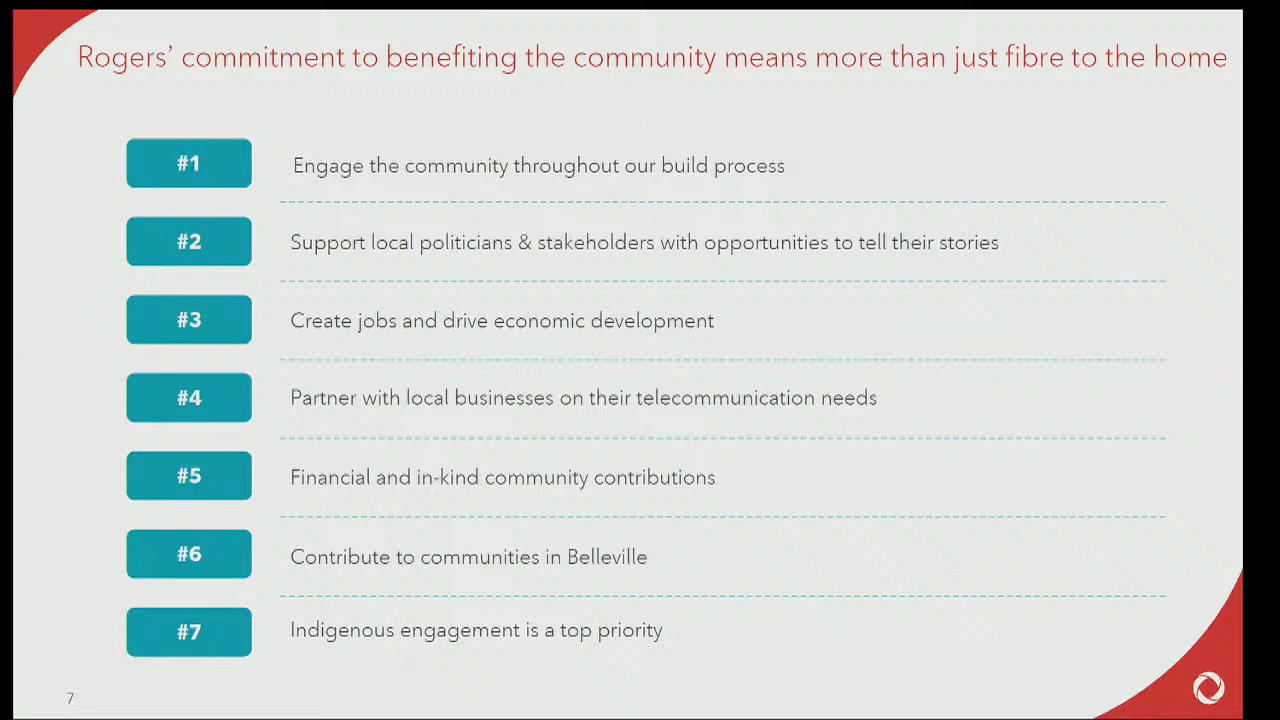 Rogers’ commitment to benefiting the community means more than just fibre to the home
#1
Engage the community throughout our build process
#2
Support local politicians & stakeholders with opportunities to tell their stories
#3
Create jobs and drive economic development
#4
Partner with local businesses on their telecommunication needs
#5
Financial and in-kind community contributions
#6
Contribute to communities in Belleville
#7
Indigenous engagement is a top priority
7